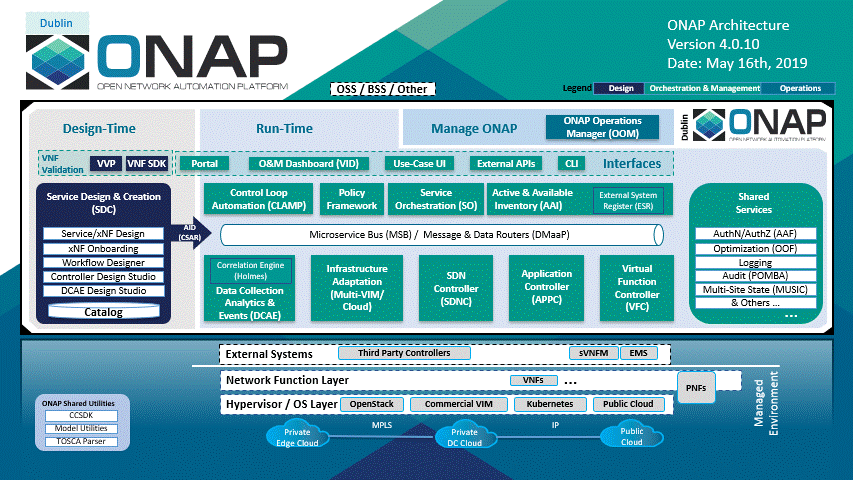 Dublin
ONAP
OPEN NETWORK AUTOMATION PLATFORM
ONAP Architecture
Version 4.0.10
Date: May 16th, 2019
OSS / BSS / Other
Legend
Design
Orchestration & Management
Operations
Design-Time
Run-Time
Manage ONAP
ONAP Operations
Manager (OOM)
Dublin
ONAP
OPEN NETWORK AUTOMATION PLATFORM
VNF
Validation
VVP
VNF SDK
Portal
O&M Dashboard (VID)
Use-Case UI
External APIs
CLI
Interfaces
Service Design & Creation
(SDC)
Service/xNF Design
xNF Onboarding
Workflow Designer
Controller Design Studio
DCAE Design Studio
Catalog
AID
(CSAR)
Control Loop
Automation (CLAMP)
Policy
Framework
Service
Orchestration (SO)
Active & Available
Inventory (AAI)
External System
Register (ESR)
Microservice Bus (MSB) / Message & Data Routers (DMaaP)
Correlation Engine
(Holmes)
Data Collection
Analytics &
Events (DCAE)
Infrastructure
Adaptation
(Multi-VIM/
Cloud)
SDN
Controller
(SDNC)
Application
Controller
(APPC)
Virtual
Function
Controller
(VFC)
Shared
Services
AuthN/AuthZ (AAF)
Optimization (OOF)
Logging
Audit (POMBA)
Multi-Site State (MUSIC)
& Others ...
...
External Systems
Third Party Controllers
sVNFM
EMS
Network Function Layer
VNFs
...
PNFs
Hypervisor / OS Layer
OpenStack
Commercial VIM
Kubernetes
Public Cloud
Private
Edge Cloud
MPLS
Private
DC Cloud
IP
Public
Cloud
Managed
Environment
ONAP Shared Utilities
CCSDK
Model Utilities
TOSCA Parser